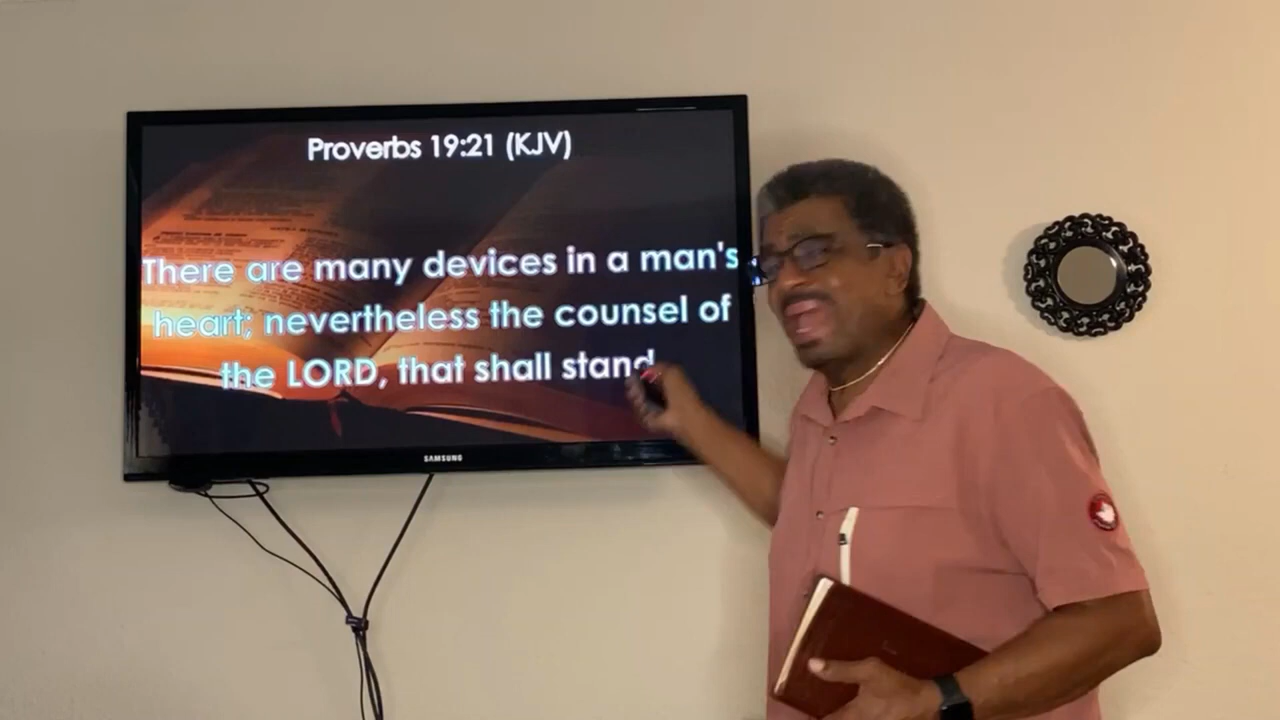 Proverbs 19:21 (KJV)
There are many devices in a man's
heart; nevertheless the counsel of
the LORD, that shall stand
SAMSUNG